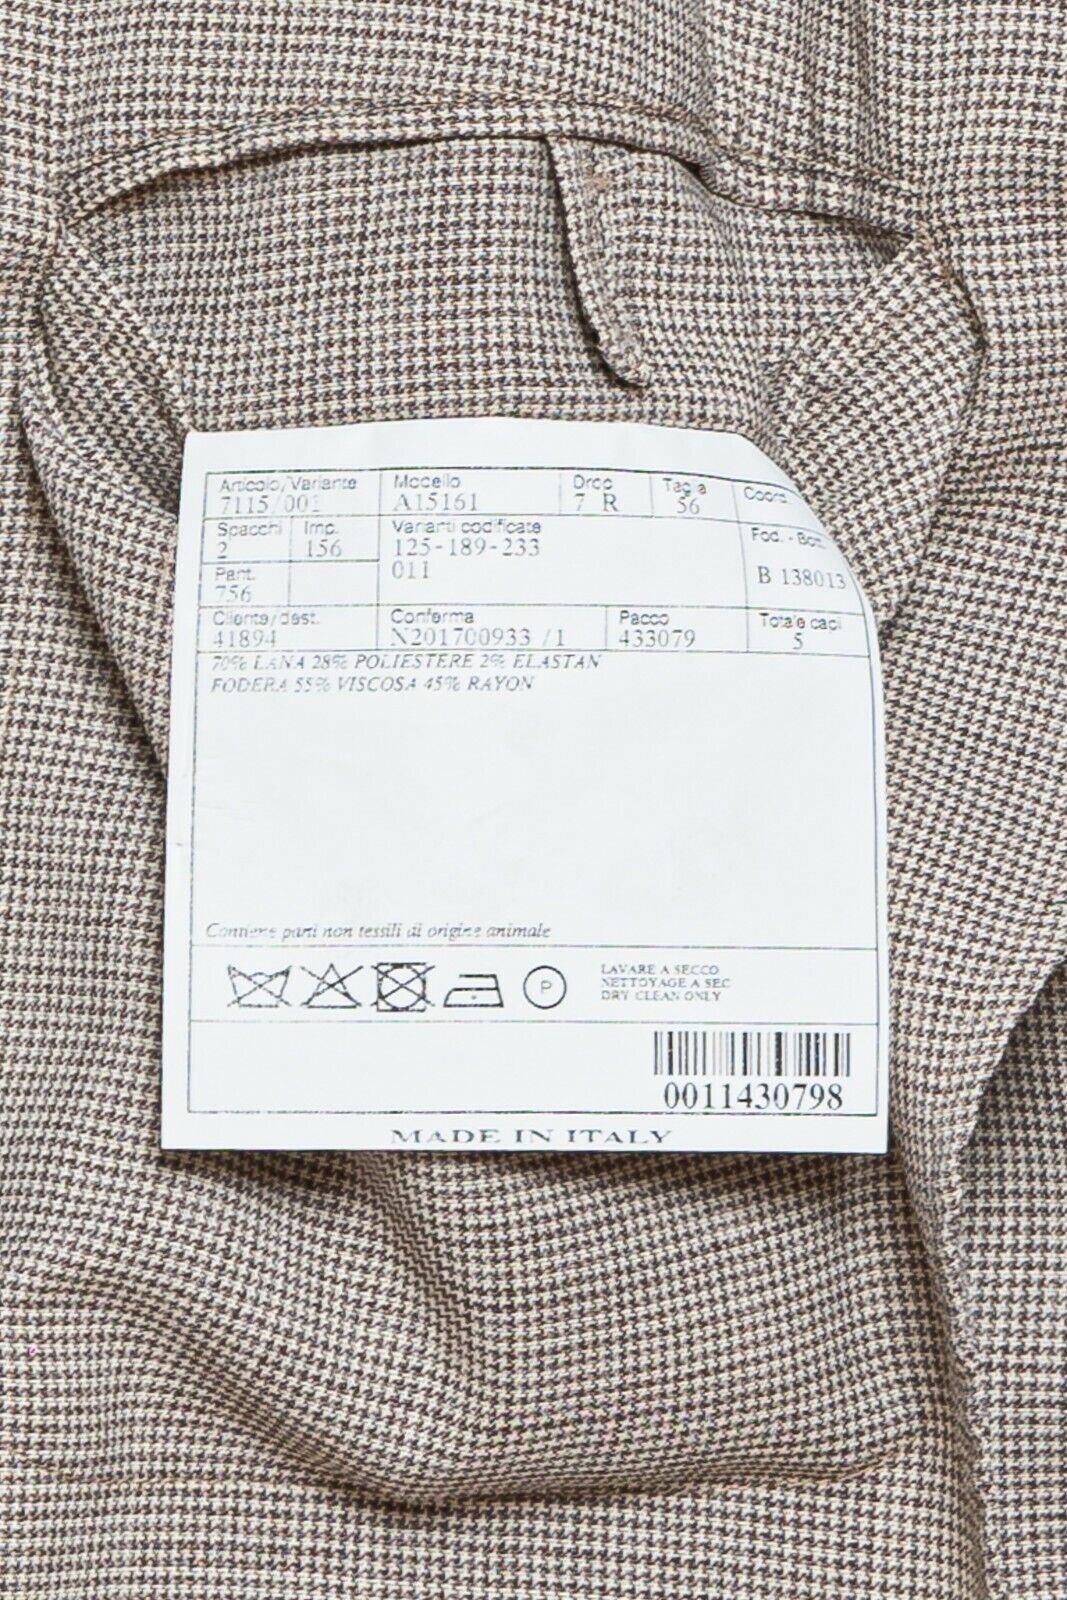 Articolo/Variante Modello Drop Taglia Coord.
7115/001 A15161 7 R 56
Spacchi Imp. Varianti codificate Fod. - Bott.
2 156 125-189-233
Pant. 011 B 138013
756
Cliente/dest. Conferma Pacco Totale capi
41894 N201700933 /1 433079 5
70% LANA 28% POLIESTERE 2% ELASTAN
FODERA 55% VISCOSA 45% RAYON
Contiene parti non tessili di origine animale
P
LAVARE A SECCO
NETTOYAGE A SEC
DRY CLEAN ONLY
0011430798
MADE IN ITALY